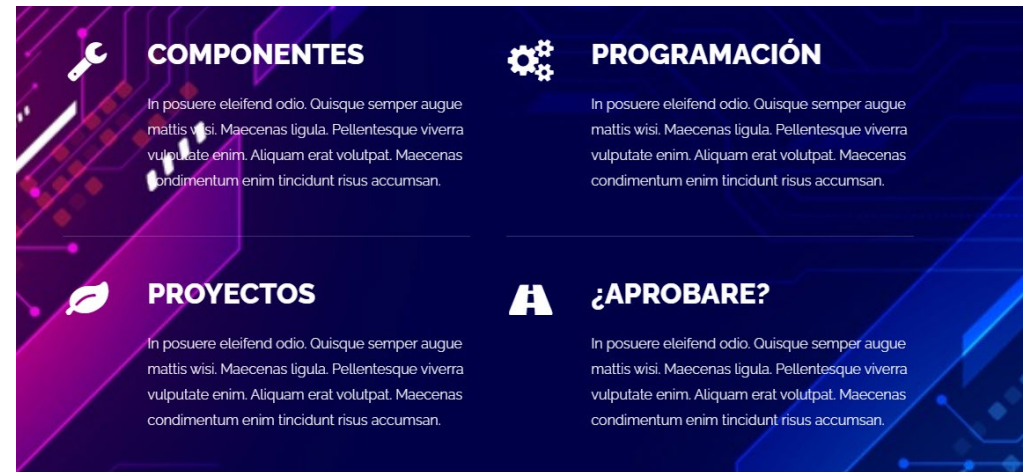 COMPONENTES
In posuere eleifend odio. Quisque semper augue
mattis wisi. Maecenas ligula. Pellentesque viverra
vulputate enim. Aliquam erat volutpat. Maecenas
condimentum enim tincidunt risus accumsan.
PROGRAMACIÓN
In posuere eleifend odio. Quisque semper augue
mattis wisi. Maecenas ligula. Pellentesque viverra
vulputate enim. Aliquam erat volutpat. Maecenas
condimentum enim tincidunt risus accumsan.
PROYECTOS
In posuere eleifend odio. Quisque semper augue
mattis wisi. Maecenas ligula. Pellentesque viverra
vulputate enim. Aliquam erat volutpat. Maecenas
condimentum enim tincidunt risus accumsan.
¿APROBARE?
In posuere eleifend odio. Quisque semper augue
mattis wisi. Maecenas ligula. Pellentesque viverra
vulputate enim. Aliquam erat volutpat. Maecenas
condimentum enim tincidunt risus accumsan.